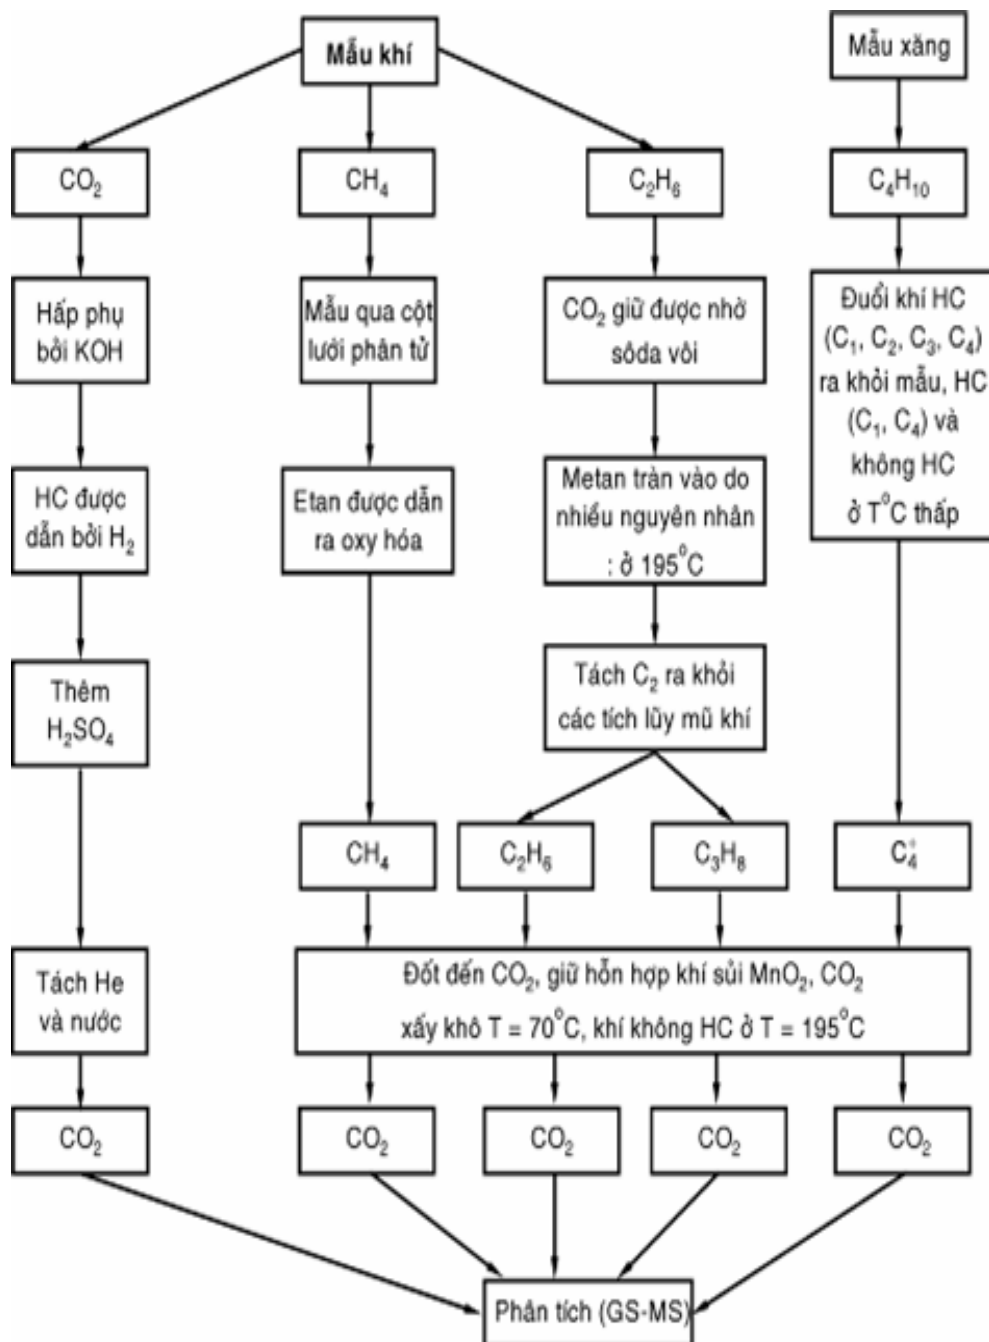 Mẫu khí
Mẫu xăng
CO₂
CH₄
C₂H₆
C₄H₁₀
Hấp phụ
bởi KOH
Mẫu qua cột
lưới phân tử
CO₂ giữ được nhờ
sôda vôi
Đuổi khí HC
(C₁, C₂, C₃, C₄)
ra khỏi mẫu, HC
(C₁, C₄) và
không HC
ở T⁰C thấp
HC được
dẫn bởi H₂
Etan được dẫn
ra oxy hóa
Metan tràn vào do
nhiều nguyên nhân
: ở 195⁰C
Thêm
H₂SO₄
Tách C₂ ra khỏi
các tích lũy mũ khí
CH₄
C₂H₆
C₃H₈
C₄⁺
Tách He
và nước
Đốt đến CO₂, giữ hỗn hợp khí sủi MnO₂, CO₂
xấy khô T = 70⁰C, khí không HC ở T = 195⁰C
CO₂
CO₂
CO₂
CO₂
CO₂
Phân tích (GS-MS)